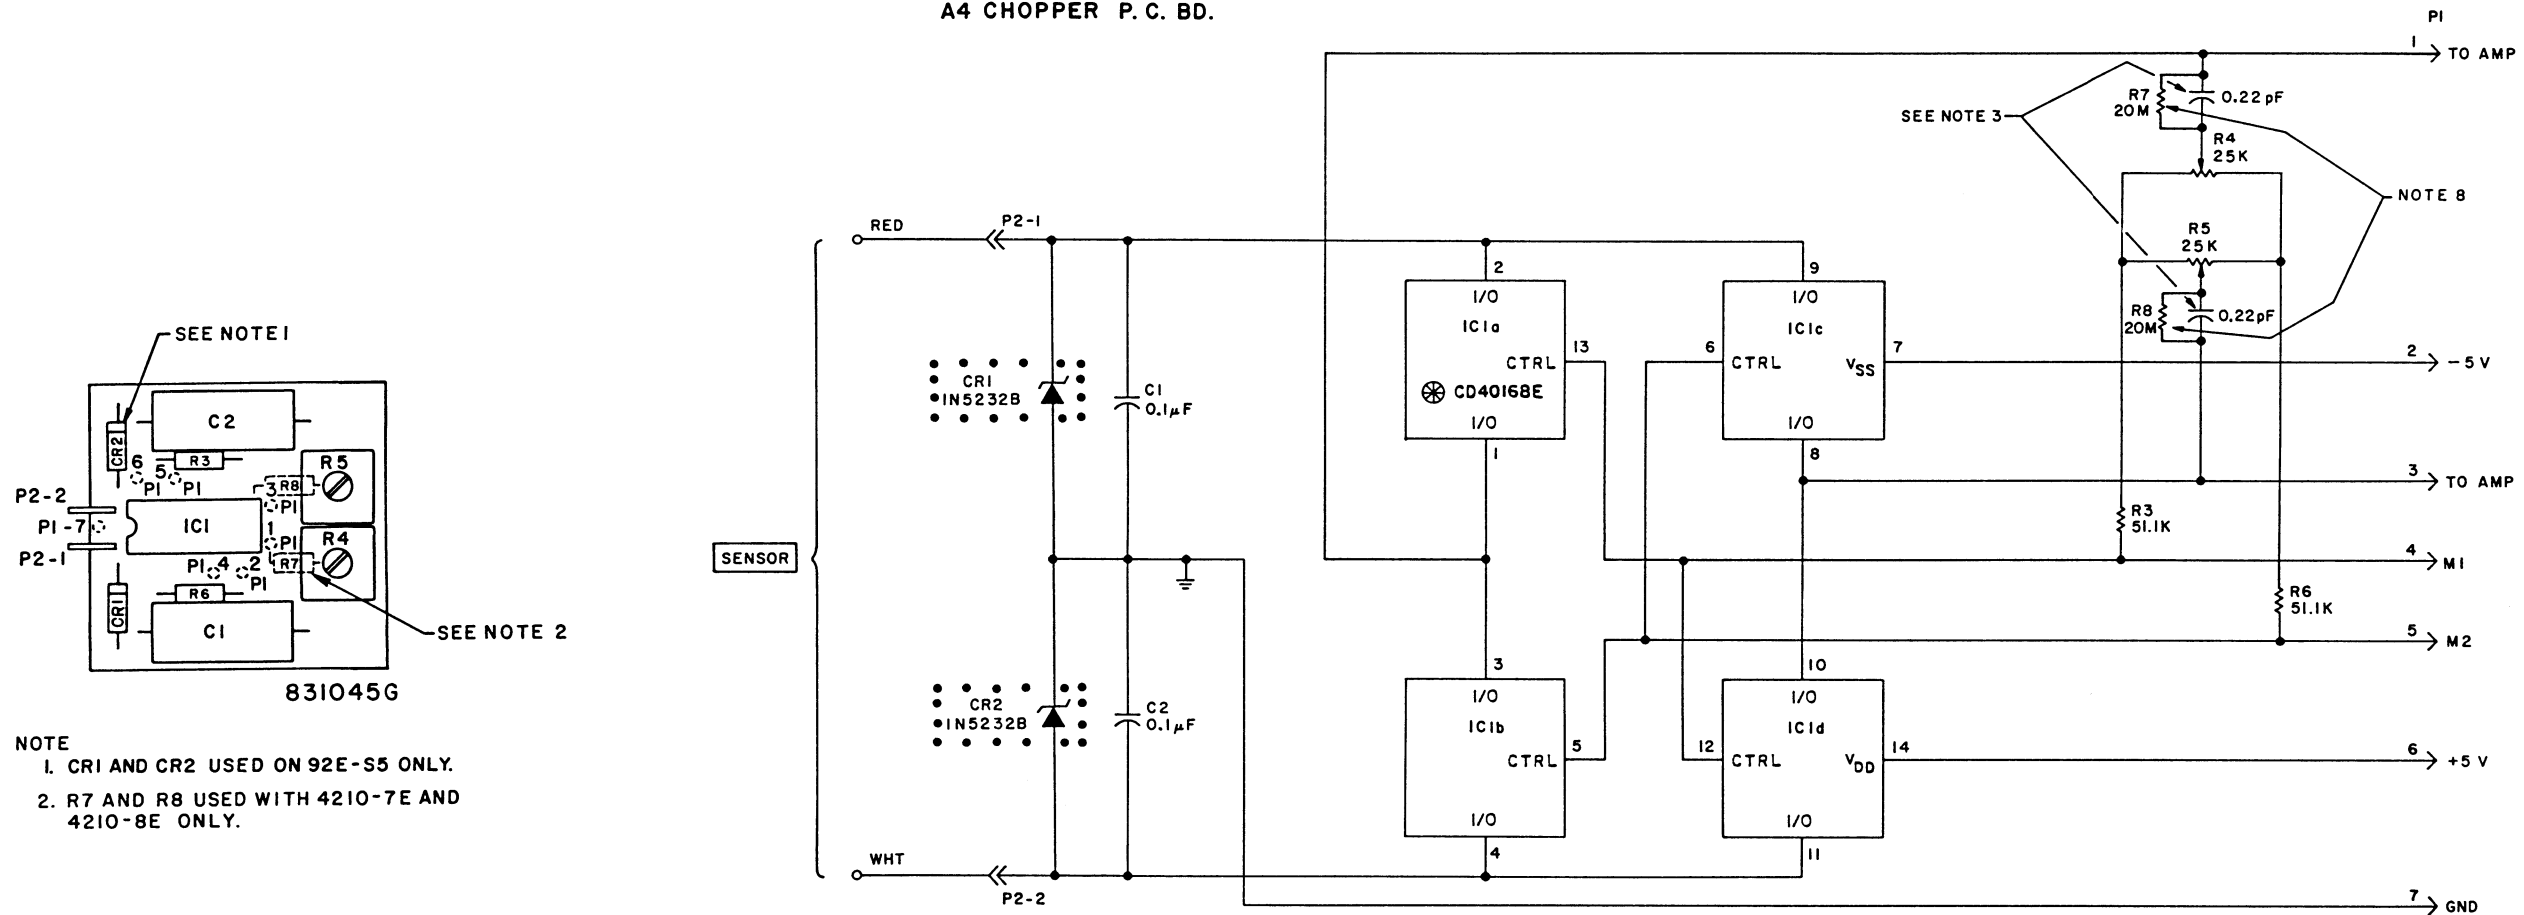 A4 CHOPPER P. C. BD.
SEE NOTE 1
C2
CR2
R3
R5
6
5
P1
P1
3
R8
P1
P2-2
P1-7
P2-1
IC1
1
P1
R4
R7
P1
4
2
P1
R6
CR1
C1
SEE NOTE 2
831045G
NOTE
1. CR1 AND CR2 USED ON 92E-S5 ONLY.
2. R7 AND R8 USED WITH 4210-7E AND
4210-8E ONLY.
SENSOR
RED
P2-1
CR1
IN5232B
C1
0.1µF
CR2
IN5232B
C2
0.1µF
WHT
P2-2
2
I/O
IC1a
CTRL
13
CD40168E
I/O
1
9
I/O
IC1c
6
CTRL
VSS
7
I/O
8
3
I/O
IC1b
CTRL
5
I/O
4
10
I/O
IC1d
12
CTRL
VDD
14
I/O
11
P1
1
TO AMP
SEE NOTE 3
R7
20M
0.22pF
R4
25K
NOTE 8
R5
25K
R8
20M
0.22pF
2
-5V
3
TO AMP
R3
51.1K
4
M1
R6
51.1K
5
M2
6
+5V
7
GND